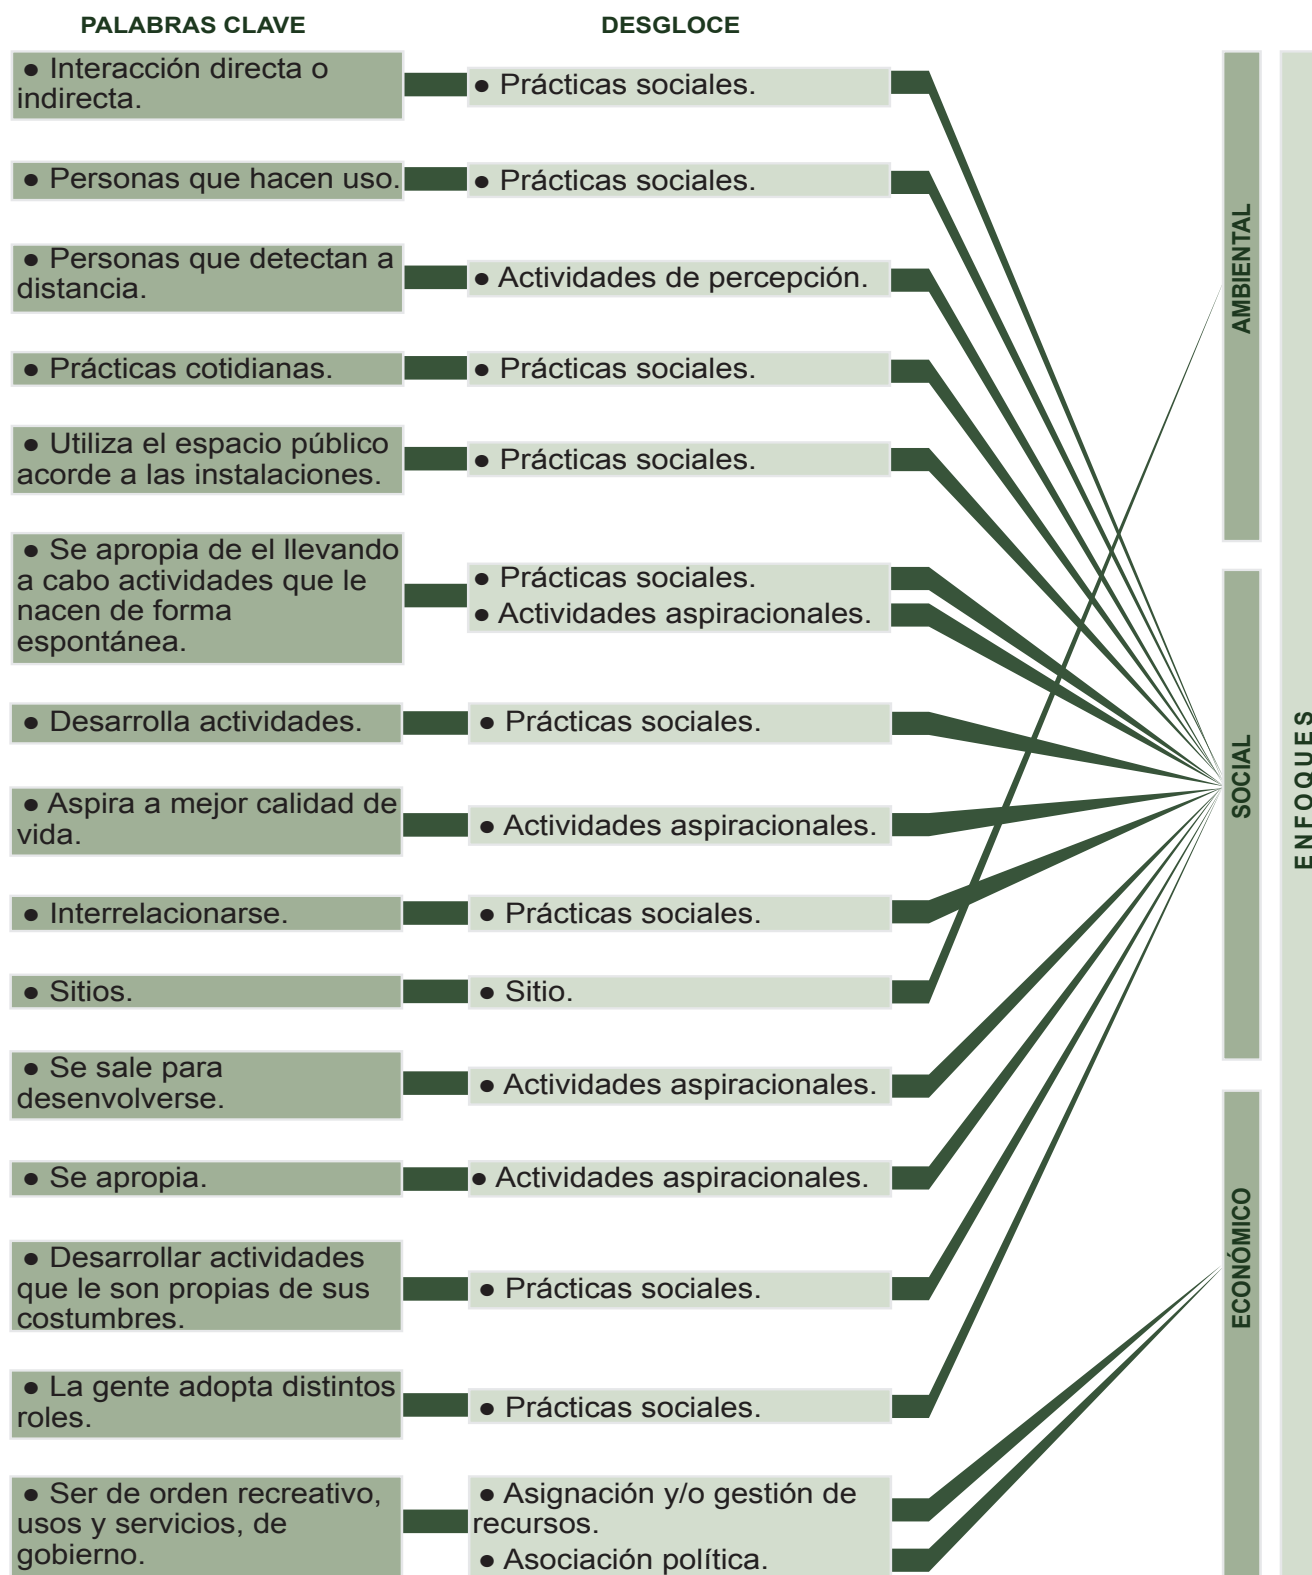 PALABRAS CLAVE
DESGLOCE
● Interacción directa o
indirecta.
● Prácticas sociales.
● Personas que hacen uso.
● Prácticas sociales.
● Personas que detectan a
distancia.
● Actividades de percepción.
● Prácticas cotidianas.
● Prácticas sociales.
● Utiliza el espacio público
acorde a las instalaciones.
● Prácticas sociales.
● Se apropia de el llevando
a cabo actividades que le
nacen de forma
espontánea.
● Prácticas sociales.
● Actividades aspiracionales.
● Desarrolla actividades.
● Prácticas sociales.
● Aspira a mejor calidad de
vida.
● Actividades aspiracionales.
● Interrelacionarse.
● Prácticas sociales.
● Sitios.
● Sitio.
● Se sale para
desenvolverse.
● Actividades aspiracionales.
● Se apropia.
● Actividades aspiracionales.
● Desarrollar actividades
que le son propias de sus
costumbres.
● Prácticas sociales.
● La gente adopta distintos
roles.
● Prácticas sociales.
● Ser de orden recreativo,
usos y servicios, de
gobierno.
● Asignación y/o gestión de
recursos.
● Asociación política.
AMBIENTAL
SOCIAL
ECONÓMICO
ENFOQUES